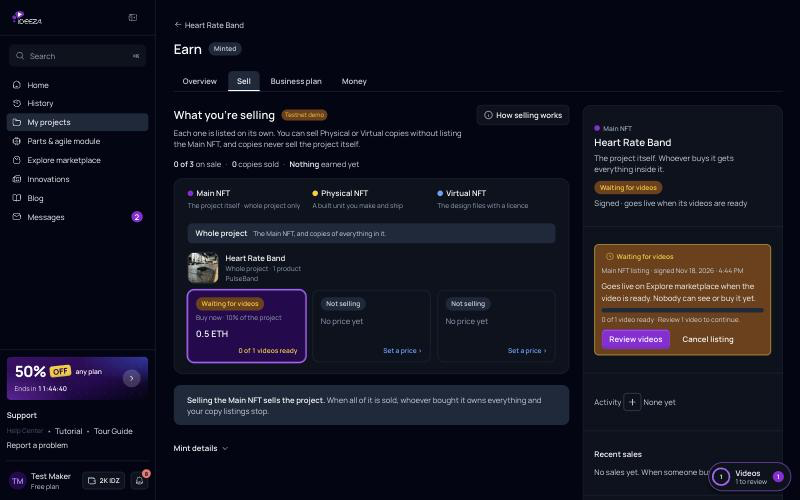 iDEEZA
Search
⌘K
Home
History
My projects
Parts & agile module
Explore marketplace
Innovations
Blog
Messages
2
50% OFF any plan
Ends in 11:44:40
Support
Help Center • Tutorial • Tour Guide
Report a problem
TM
Test Maker
Free plan
2K IDZ
8
← Heart Rate Band
Earn
Minted
Overview
Sell
Business plan
Money
What you're selling
Testnet demo
How selling works
Each one is listed on its own. You can sell Physical or Virtual copies without listing
the Main NFT, and copies never sell the project itself.
0 of 3 on sale · 0 copies sold · Nothing earned yet
Main NFT
The project itself · whole project only
Physical NFT
A built unit you make and ship
Virtual NFT
The design files with a licence
Whole project The Main NFT, and copies of everything in it.
Heart Rate Band
Whole project · 1 product
PulseBand
Waiting for videos
Buy now · 10% of the project
0.5 ETH
0 of 1 videos ready
Not selling
No price yet
Set a price ›
Not selling
No price yet
Set a price ›
Selling the Main NFT sells the project. When all of it is sold, whoever bought it owns everything and
your copy listings stop.
Mint details
Main NFT
Heart Rate Band
The project itself. Whoever buys it gets
everything inside it.
Waiting for videos
Signed · goes live when its videos are ready
Waiting for videos
Main NFT listing · signed Nov 18, 2026 · 4:44 PM
Goes live on Explore marketplace when the
video is ready. Nobody can see or buy it yet.
0 of 1 video ready · Review 1 video to continue.
Review videos
Cancel listing
Activity + None yet
Recent sales
No sales yet. When someone bu
1
Videos
1 to review
1